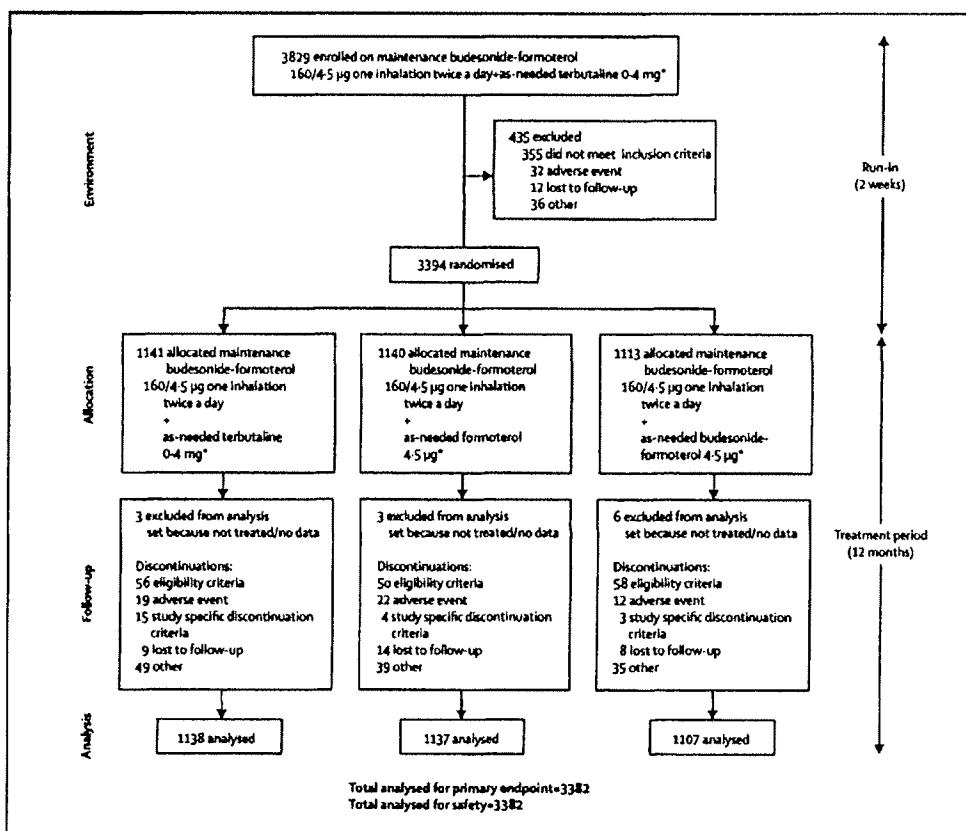 3829 enrolled on maintenance budesonide-formoterol
160/4·5 µg one inhalation twice a day+as-needed terbutaline 0·4 mg*
435 excluded
355 did not meet inclusion criteria
32 adverse event
12 lost to follow-up
36 other
Environment
Run-in
(2 weeks)
3394 randomised
Allocation
1141 allocated maintenance
budesonide-formoterol
160/4·5 µg one inhalation
twice a day
+
as-needed terbutaline
0·4 mg*
1140 allocated maintenance
budesonide-formoterol
160/4·5 µg one inhalation
twice a day
+
as-needed formoterol
4·5 µg*
1113 allocated maintenance
budesonide-formoterol
160/4·5 µg one inhalation
twice a day
+
as-needed budesonide-
formoterol 4·5 µg*
Follow-up
3 excluded from analysis
set because not treated/no data
Discontinuations:
56 eligibility criteria
19 adverse event
15 study specific discontinuation
criteria
9 lost to follow-up
49 other
3 excluded from analysis
set because not treated/no data
Discontinuations:
50 eligibility criteria
22 adverse event
4 study specific discontinuation
criteria
14 lost to follow-up
39 other
6 excluded from analysis
set because not treated/no data
Discontinuations:
58 eligibility criteria
12 adverse event
3 study specific discontinuation
criteria
8 lost to follow-up
35 other
Treatment period
(12 months)
Analysis
1138 analysed
1137 analysed
1107 analysed
Total analysed for primary endpoint=3382
Total analysed for safety=3382